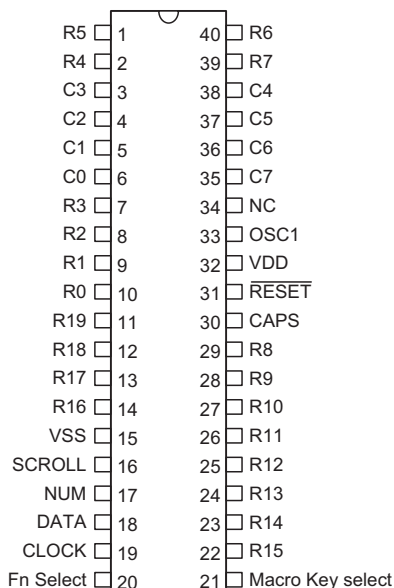 R5 1 40 R6
R4 2 39 R7
C3 3 38 C4
C2 4 37 C5
C1 5 36 C6
C0 6 35 C7
R3 7 34 NC
R2 8 33 OSC1
R1 9 32 VDD
R0 10 31 RESET
R19 11 30 CAPS
R18 12 29 R8
R17 13 28 R9
R16 14 27 R10
VSS 15 26 R11
SCROLL 16 25 R12
NUM 17 24 R13
DATA 18 23 R14
CLOCK 19 22 R15
Fn Select 20 21 Macro Key select